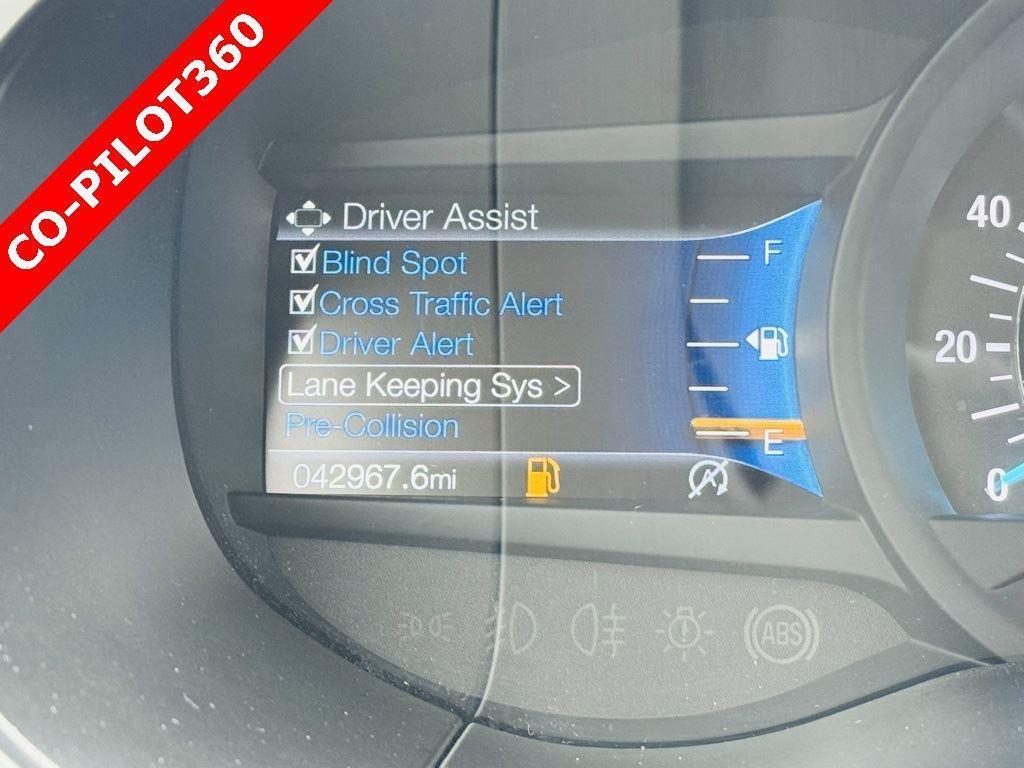 CO-PILOT360
Driver Assist
Blind Spot
Cross Traffic Alert
Driver Alert
Lane Keeping Sys >
Pre-Collision
042967.6mi
F
E
40
20
0
ABS